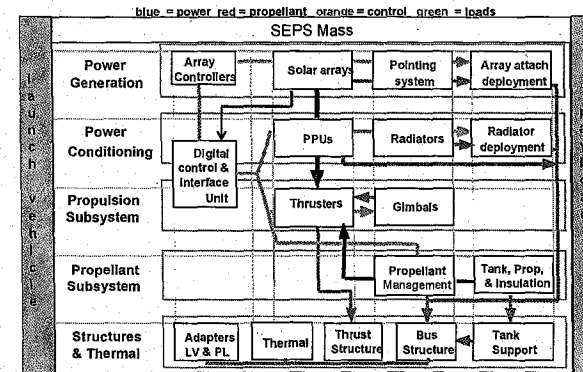 blue = power red = propellant orange = control green = loads
SEPS Mass
Launch vehicle
Power
Generation
Array
Controllers
Solar arrays
Pointing
system
Array attach
deployment
Power
Conditioning
Digital
control &
Interface
Unit
PPUs
Radiators
Radiator
deployment
Propulsion
Subsystem
Thrusters
Gimbals
Propellant
Subsystem
Propellant
Management
Tank, Prop,
& Insulation
Structures
& Thermal
Adapters
LV & PL
Thermal
Thrust
Structure
Bus
Structure
Tank
Support